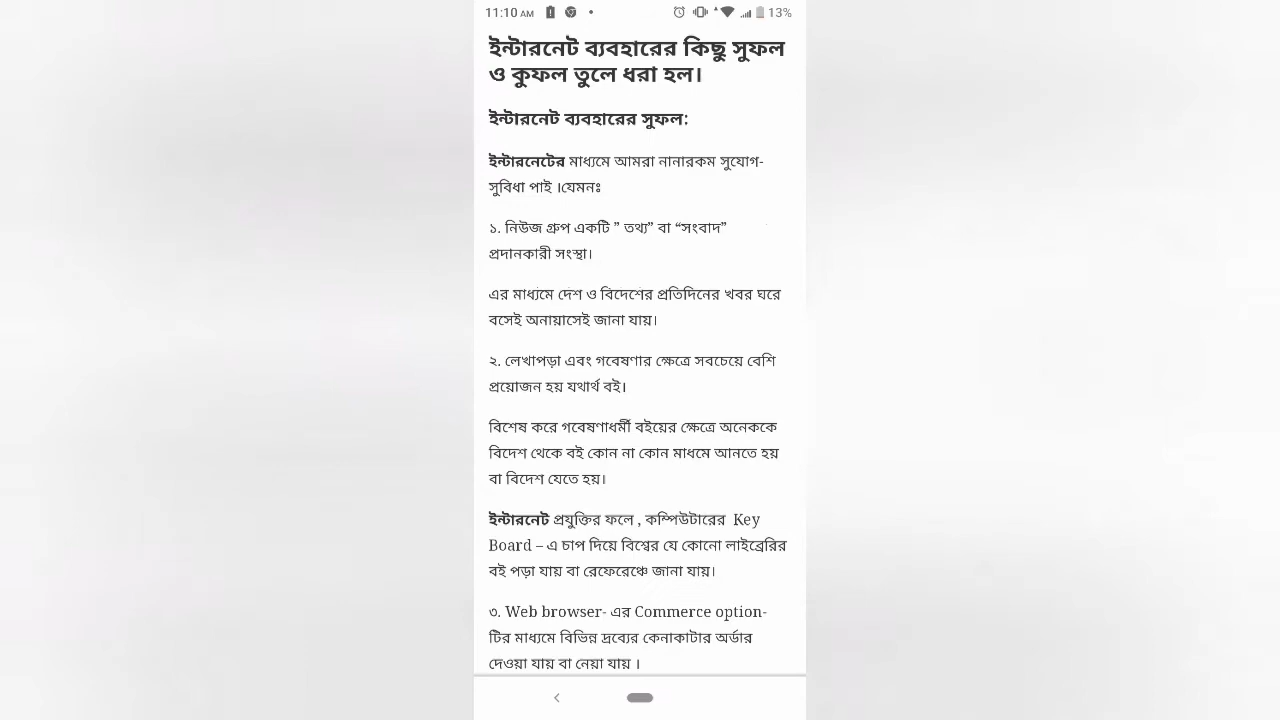 11:10 AM 13%
ইন্টারনেট ব্যবহারের কিছু সুফল
ও কুফল তুলে ধরা হল।
ইন্টারনেট ব্যবহারের সুফল:
ইন্টারনেটের মাধ্যমে আমরা নানারকম সুযোগ-
সুবিধা পাই ।যেমনঃ
১. নিউজ গ্রুপ একটি ” তথ্য” বা “সংবাদ”
প্রদানকারী সংস্থা।
এর মাধ্যমে দেশ ও বিদেশের প্রতিদিনের খবর ঘরে
বসেই অনায়াসেই জানা যায়।
২. লেখাপড়া এবং গবেষণার ক্ষেত্রে সবচেয়ে বেশি
প্রয়োজন হয় যথার্থ বই।
বিশেষ করে গবেষণাধর্মী বইয়ের ক্ষেত্রে অনেককে
বিদেশ থেকে বই কোন না কোন মাধমে আনতে হয়
বা বিদেশ যেতে হয়।
ইন্টারনেট প্রযুক্তির ফলে , কম্পিউটারের Key
Board – এ চাপ দিয়ে বিশ্বের যে কোনো লাইব্রেরির
বই পড়া যায় বা রেফেরেঞ্চে জানা যায়।
৩. Web browser- এর Commerce option-
টির মাধ্যমে বিভিন্ন দ্রব্যের কেনাকাটার অর্ডার
দেওয়া যায় বা নেয়া যায় ।